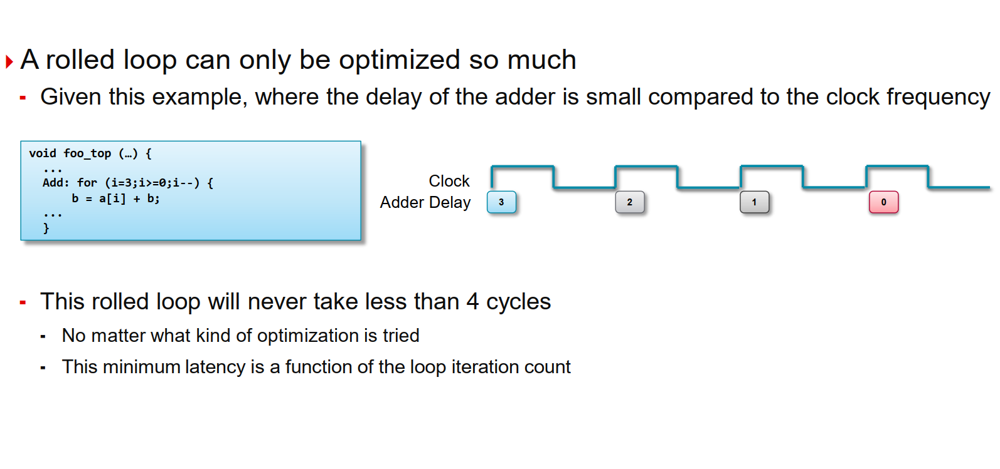 A rolled loop can only be optimized so much
Given this example, where the delay of the adder is small compared to the clock frequency
void foo_top (…) {
...
Add: for (i=3;i>=0;i--) {
b = a[i] + b;
...
}
Clock
Adder Delay
3
2
1
0
This rolled loop will never take less than 4 cycles
No matter what kind of optimization is tried
This minimum latency is a function of the loop iteration count